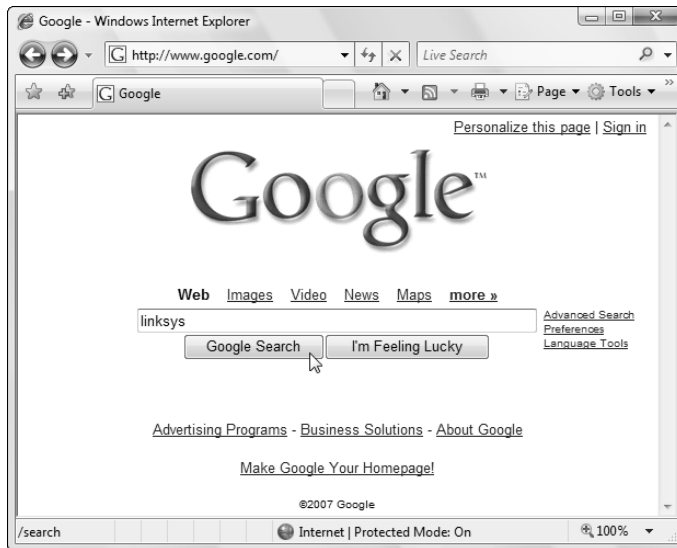 Google - Windows Internet Explorer
G http://www.google.com/ Live Search
G Google Page Tools »
Personalize this page | Sign in
Google™
Web Images Video News Maps more »
linksys
Advanced Search
Preferences
Language Tools
Google Search I'm Feeling Lucky
Advertising Programs - Business Solutions - About Google
Make Google Your Homepage!
©2007 Google
/search Internet | Protected Mode: On 100%